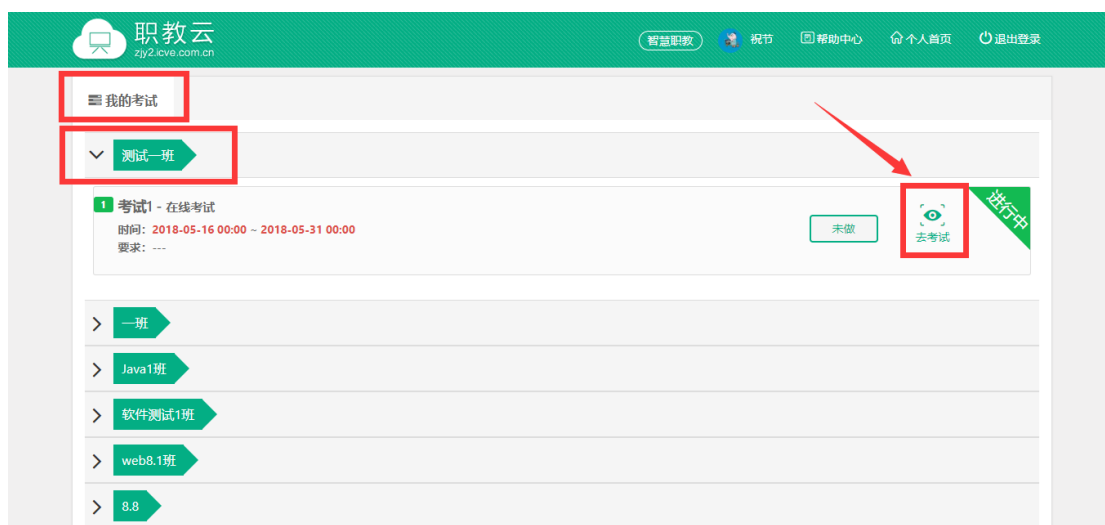 职教云
zjy2.icve.com.cn
智慧职教 祝节 帮助中心 个人首页 退出登录
我的考试
测试一班
1 考试1 - 在线考试
时间：2018-05-16 00:00 ~ 2018-05-31 00:00
要求：---
未做
去考试
进行中
一班
Java1班
软件测试1班
web8.1班
8.8